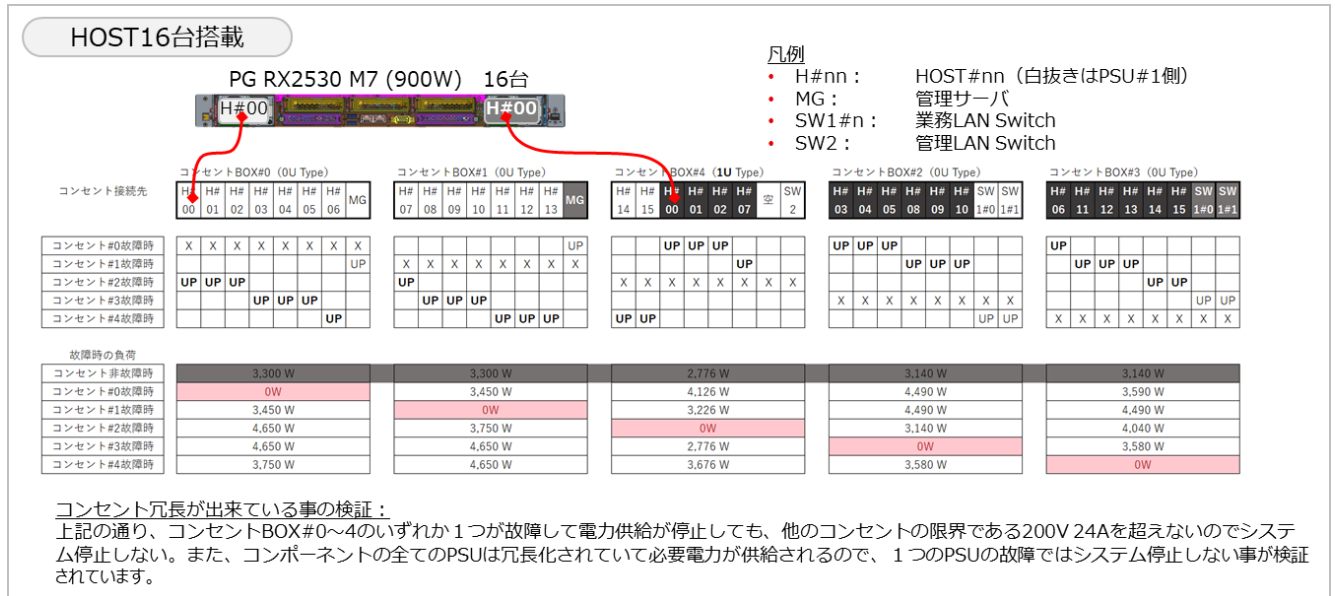 HOST16台搭載
PG RX2530 M7 (900W) 16台
H#00 H#00
凡例
• H#nn： HOST#nn（白抜きはPSU#1側）
• MG： 管理サーバ
• SW1#n： 業務LAN Switch
• SW2： 管理LAN Switch
コンセントBOX#0（0U Type） コンセントBOX#1（0U Type） コンセントBOX#4（1U Type） コンセントBOX#2（0U Type） コンセントBOX#3（0U Type）
コンセント接続先
H# H# H# H# H# H# H# MG H# H# H# H# H# H# H# MG H# H# H# H# H# H# 空 SW H# H# H# H# H# H# SW SW H# H# H# H# H# H# SW SW
00 01 02 03 04 05 06 07 08 09 10 11 12 13 14 15 00 01 02 07 2 03 04 05 08 09 10 1#0 1#1 06 11 12 13 14 15 1#0 1#1
コンセント#0故障時 X X X X X X X X UP UP UP UP UP UP UP UP
コンセント#1故障時 UP X X X X X X X X UP UP UP UP UP UP UP
コンセント#2故障時 UP UP UP UP X X X X X X X X UP UP
コンセント#3故障時 UP UP UP UP UP UP X X X X X X X X UP UP
コンセント#4故障時 UP UP UP UP UP UP UP UP X X X X X X X X
故障時の負荷
コンセント非故障時 3,300 W 3,300 W 2,776 W 3,140 W 3,140 W
コンセント#0故障時 0W 3,450 W 4,126 W 4,490 W 3,590 W
コンセント#1故障時 3,450 W 0W 3,226 W 4,490 W 4,490 W
コンセント#2故障時 4,650 W 3,750 W 0W 3,140 W 4,040 W
コンセント#3故障時 4,650 W 4,650 W 2,776 W 0W 3,580 W
コンセント#4故障時 3,750 W 4,650 W 3,676 W 3,580 W 0W
コンセント冗長が出来ている事の検証：
上記の通り、コンセントBOX#0～4のいずれか１つが故障して電力供給が停止しても、他のコンセントの限界である200V 24Aを超えないのでシステ
ム停止しない。また、コンポーネントの全てのPSUは冗長化されていて必要電力が供給されるので、１つのPSUの故障ではシステム停止しない事が検証
されています。